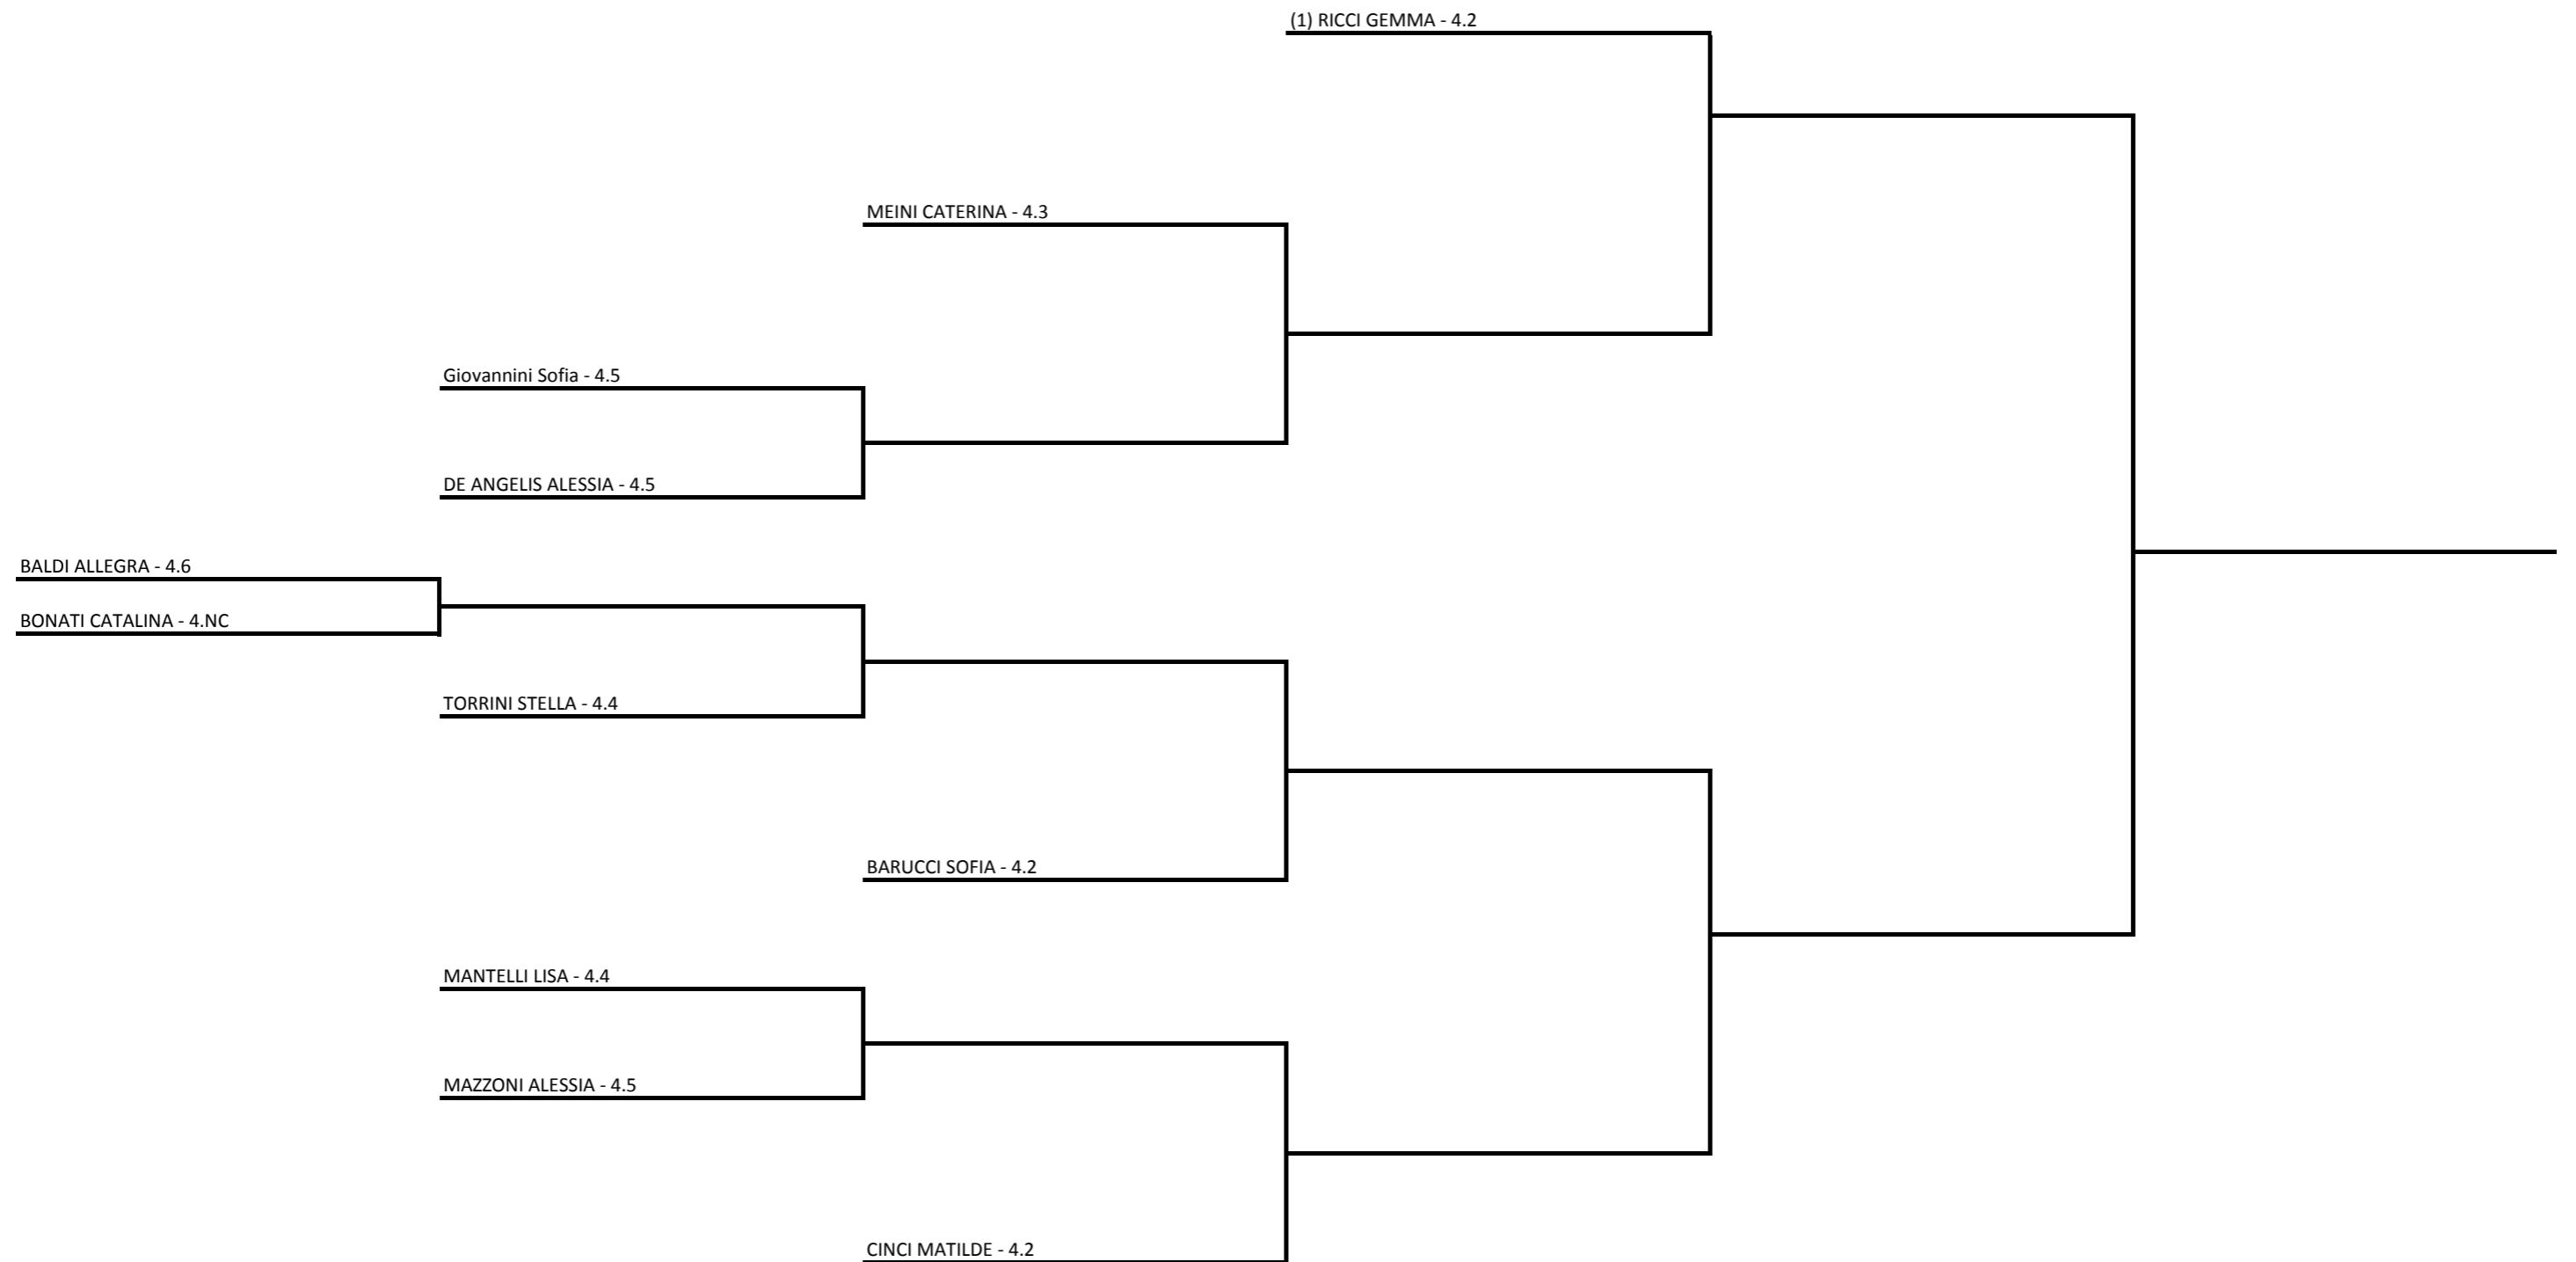 (1) RICCI GEMMA - 4.2
MEINI CATERINA - 4.3
Giovannini Sofia - 4.5
DE ANGELIS ALESSIA - 4.5
BALDI ALLEGRA - 4.6
BONATI CATALINA - 4.NC
TORRINI STELLA - 4.4
BARUCCI SOFIA - 4.2
MANTELLI LISA - 4.4
MAZZONI ALESSIA - 4.5
CINCI MATILDE - 4.2